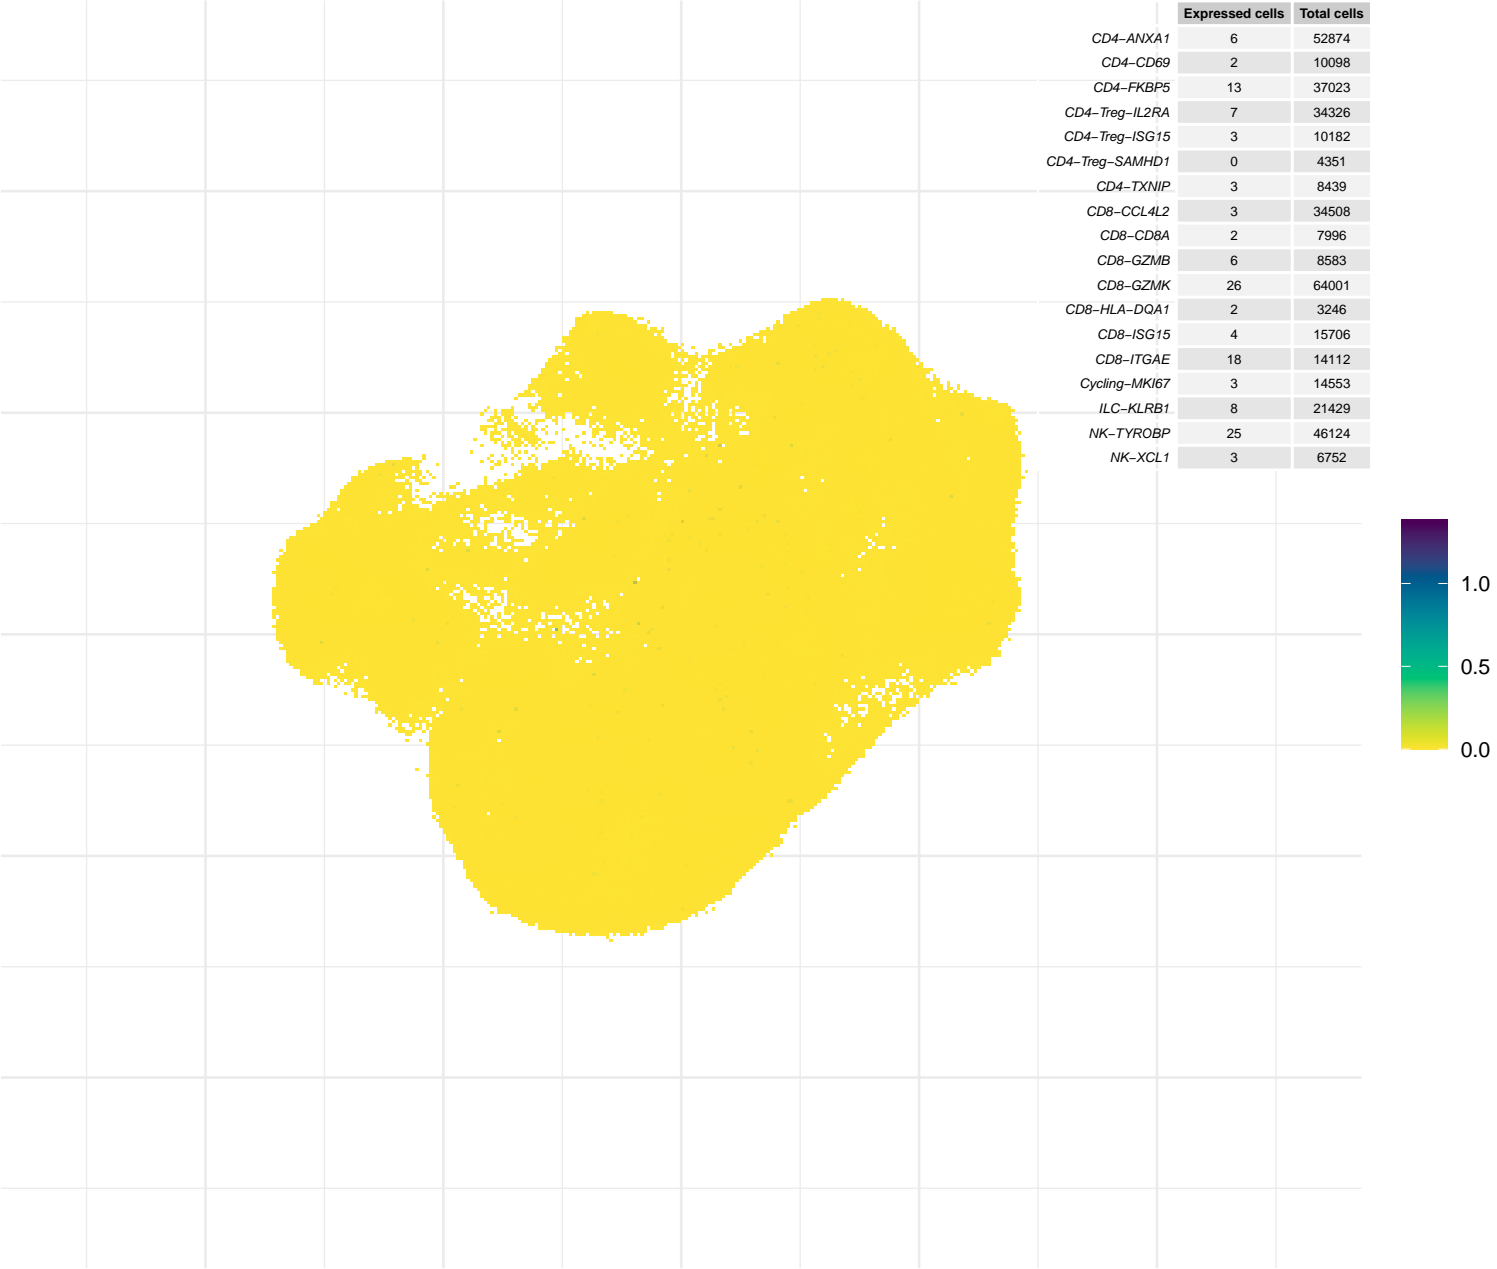 Expressed cells Total cells
CD4−ANXA1 6 52874
CD4−CD69 2 10098
CD4−FKBP5 13 37023
CD4−Treg−IL2RA 7 34326
CD4−Treg−ISG15 3 10182
CD4−Treg−SAMHD1 0 4351
CD4−TXNIP 3 8439
CD8−CCL4L2 3 34508
CD8−CD8A 2 7996
CD8−GZMB 6 8583
CD8−GZMK 26 64001
CD8−HLA−DQA1 2 3246
CD8−ISG15 4 15706
CD8−ITGAE 18 14112
Cycling−MKI67 3 14553
ILC−KLRB1 8 21429
NK−TYROBP 25 46124
NK−XCL1 3 6752
1.0
0.5
0.0